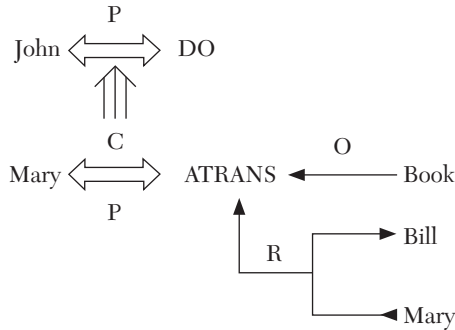 P
John DO
C
Mary ATRANS O Book
P
R Bill
Mary